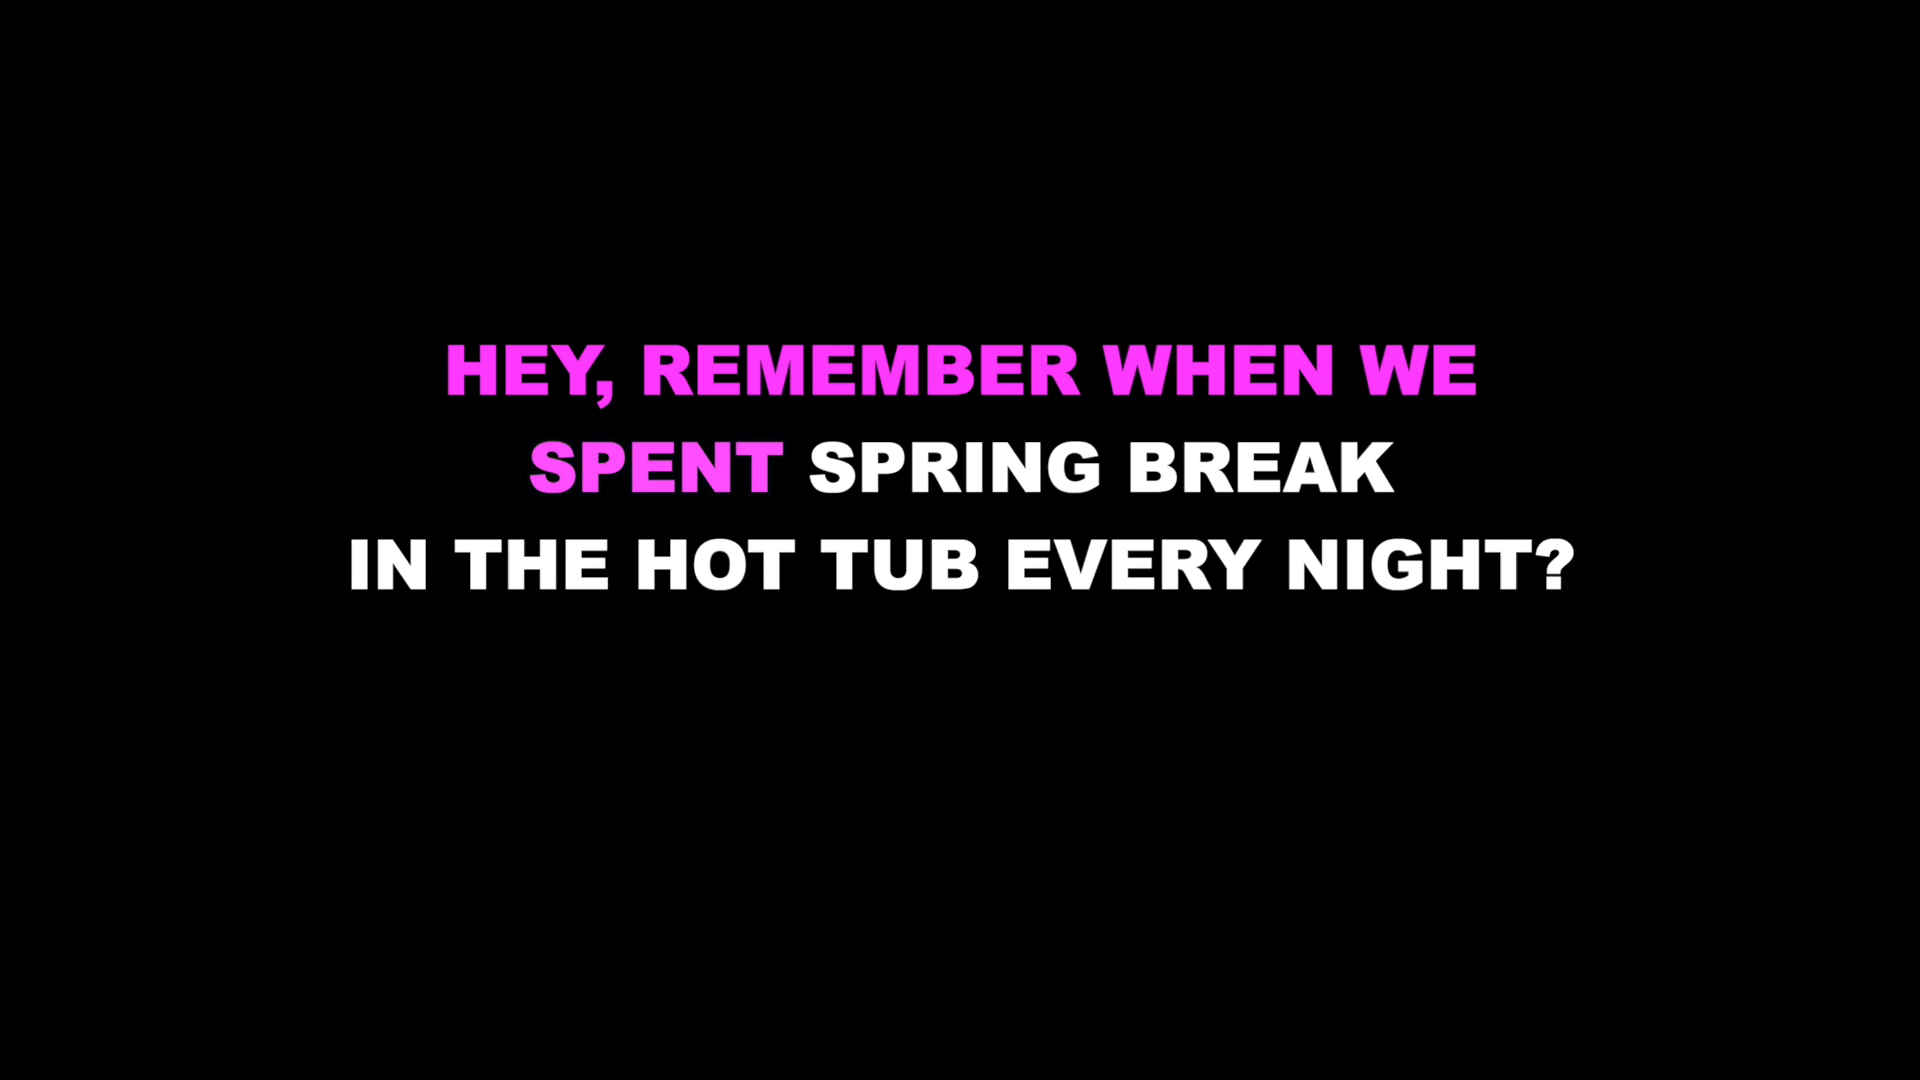 HEY, REMEMBER WHEN WE
SPENT SPRING BREAK
IN THE HOT TUB EVERY NIGHT?